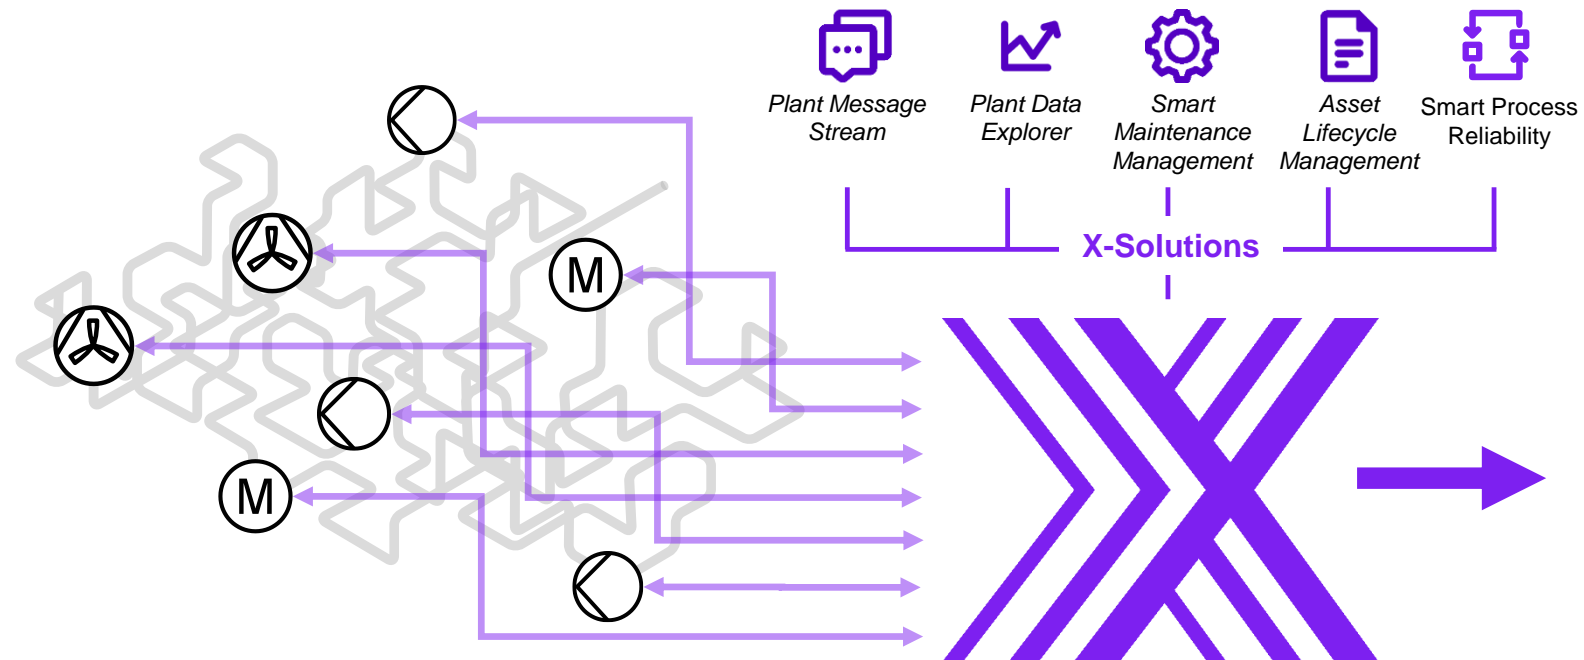 Plant Message
Stream
Plant Data
Explorer
Smart
Maintenance
Management
Asset
Lifecycle
Management
Smart Process
Reliability
X-Solutions
M
M